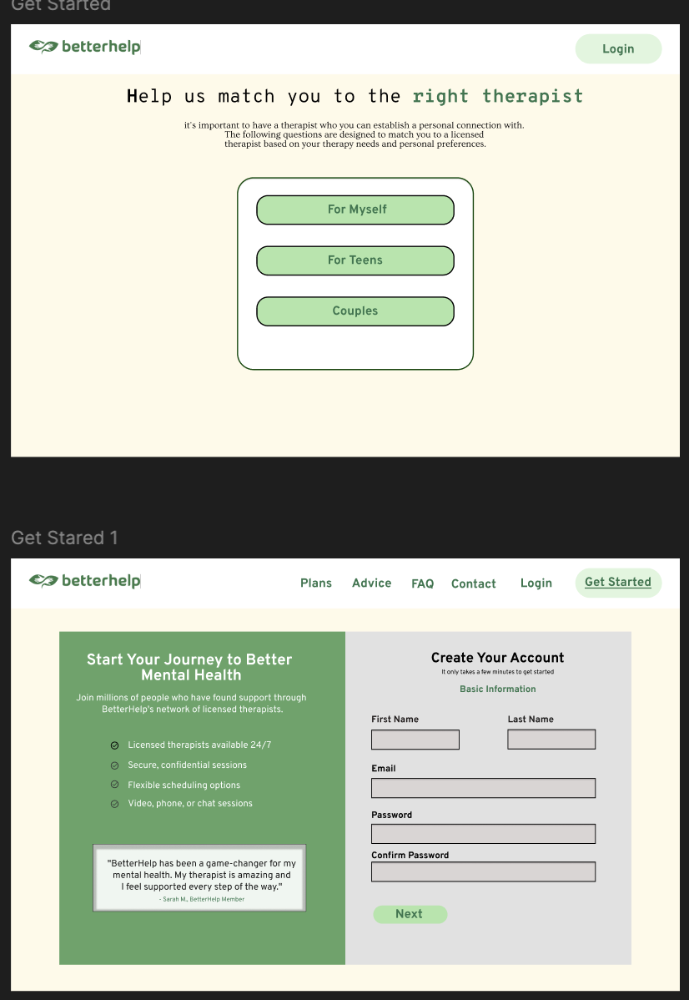 Get Started
betterhelp
Login
Help us match you to the right therapist
it's important to have a therapist who you can establish a personal connection with.
The following questions are designed to match you to a licensed
therapist based on your therapy needs and personal preferences.
For Myself
For Teens
Couples
Get Stared 1
betterhelp
Plans
Advice
FAQ
Contact
Login
Get Started
Start Your Journey to Better
Mental Health
Join millions of people who have found support through
BetterHelp's network of licensed therapists.
Licensed therapists available 24/7
Secure, confidential sessions
Flexible scheduling options
Video, phone, or chat sessions
"BetterHelp has been a game-changer for my
mental health. My therapist is amazing and
I feel supported every step of the way."
- Sarah M., BetterHelp Member
Create Your Account
It only takes a few minutes to get started
Basic Information
First Name
Last Name
Email
Password
Confirm Password
Next